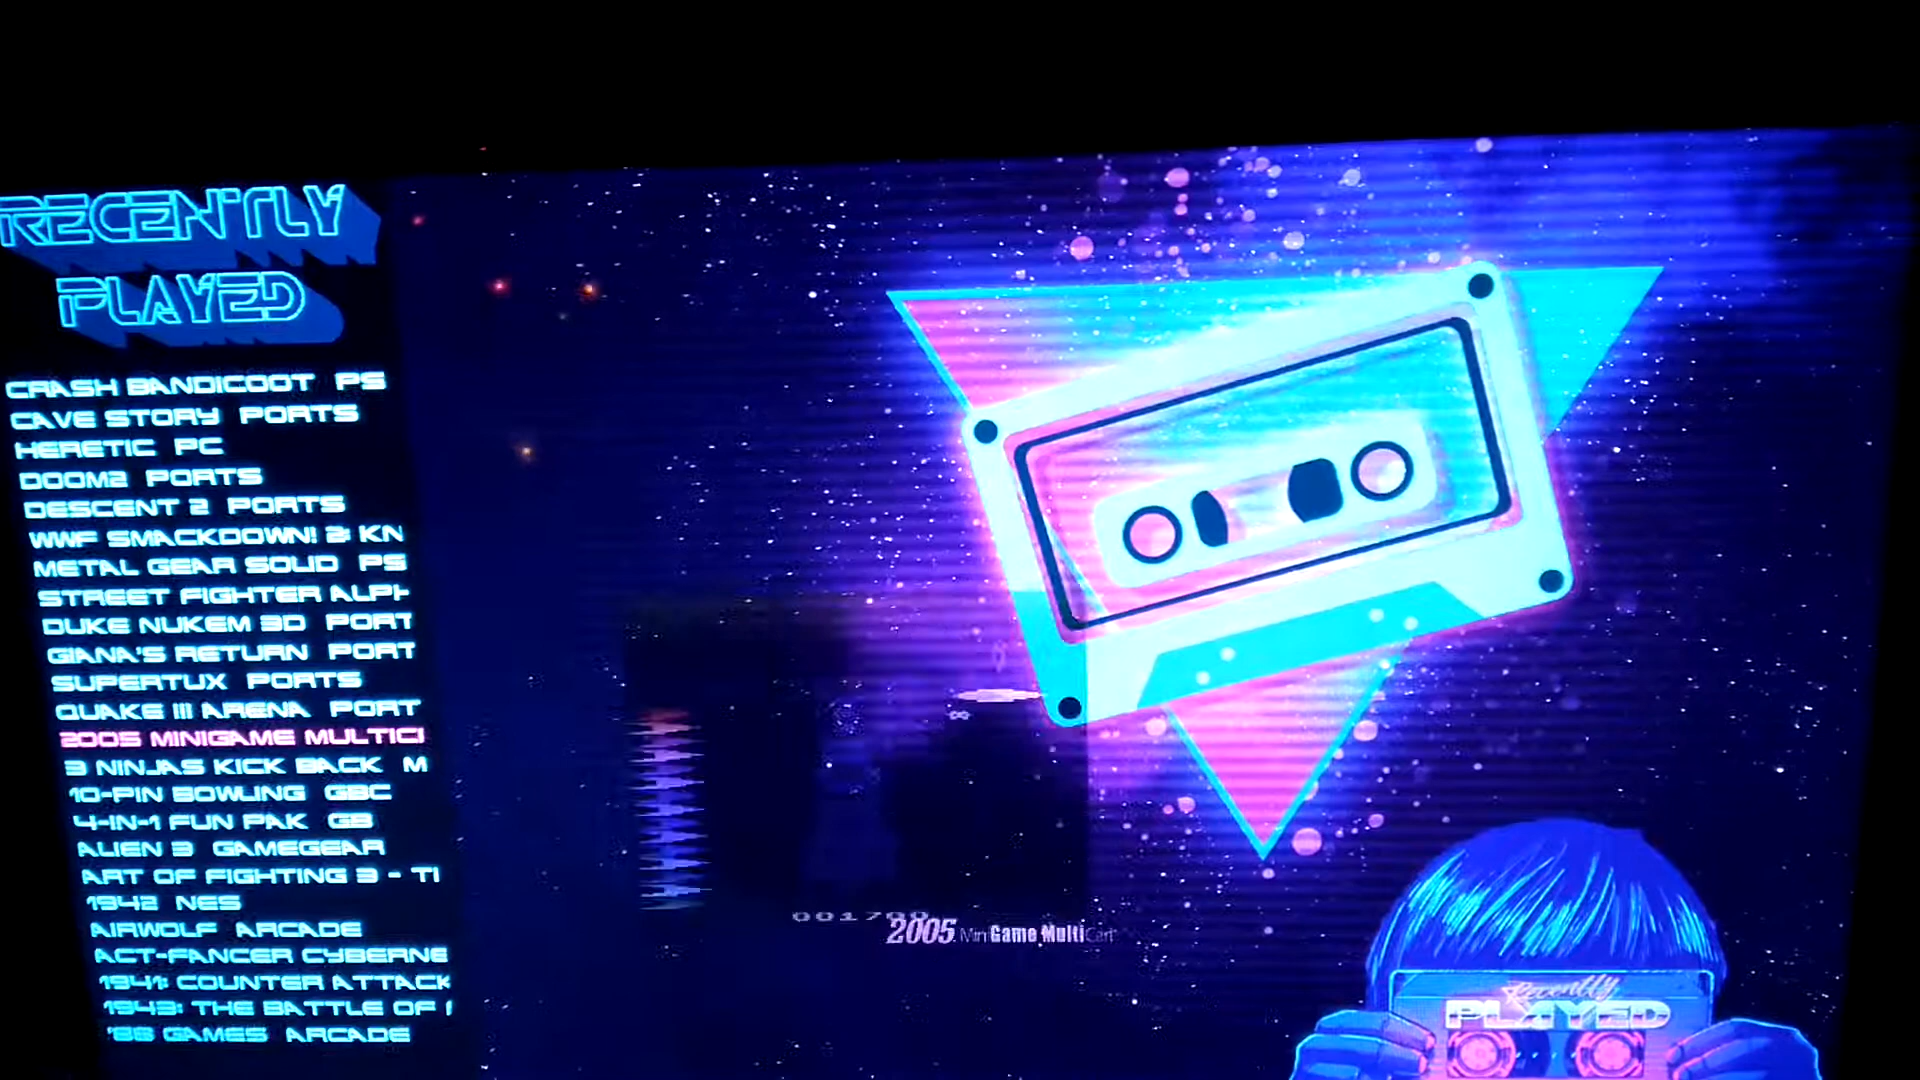 RECENTLY
PLAYED
CRASH BANDICOOT PS
CAVE STORY PORTS
HERETIC PC
DOOM2 PORTS
DESCENT 2 PORTS
WWF SMACKDOWN! 2: KN
METAL GEAR SOLID PS
STREET FIGHTER ALPH
DUKE NUKEM 3D PORT
GIANA'S RETURN PORT
SUPERTUX PORTS
QUAKE III ARENA PORT
2005 MINIGAME MULTICI
3 NINJAS KICK BACK M
10-PIN BOWLING GBC
4-IN-1 FUN PAK GB
ALIEN 3 GAMEGEAR
ART OF FIGHTING 3 - TI
1942 NES
AIRWOLF ARCADE
ACT-FANCER CYBERNE
1941: COUNTER ATTACK
1943: THE BATTLE OF
'88 GAMES ARCADE
2005 MiniGame MultiCart
Recently
PLAYED